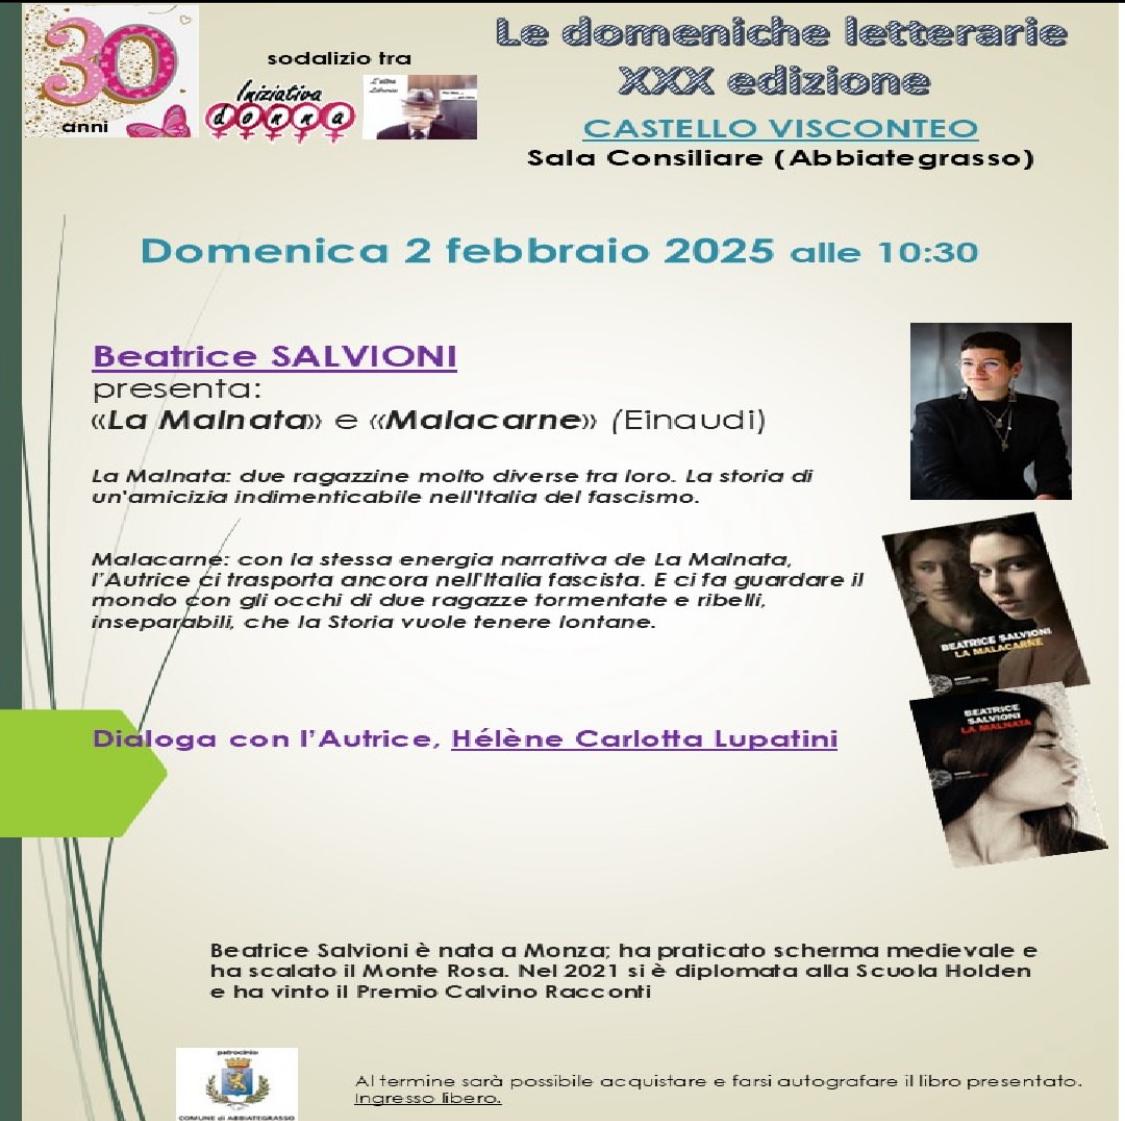 30
anni
sodalizio tra
Iniziativa
donna
L'altra
Libreria
Le domeniche letterarie
XXX edizione
CASTELLO VISCONTEO
Sala Consiliare (Abbiategrasso)
Domenica 2 febbraio 2025 alle 10:30
Beatrice SALVIONI
presenta:
«La Malnata» e «Malacarne» (Einaudi)
La Malnata: due ragazzine molto diverse tra loro. La storia di
un'amicizia indimenticabile nell'Italia del fascismo.
Malacarne: con la stessa energia narrativa de La Malnata,
l'Autrice ci trasporta ancora nell'Italia fascista. E ci fa guardare il
mondo con gli occhi di due ragazze tormentate e ribelli,
inseparabili, che la Storia vuole tenere lontane.
BEATRICE SALVIONI
LA MALACARNE
BEATRICE
SALVIONI
LA MALNATA
Dialoga con l'Autrice, Hélène Carlotta Lupatini
Beatrice Salvioni è nata a Monza; ha praticato scherma medievale e
ha scalato il Monte Rosa. Nel 2021 si è diplomata alla Scuola Holden
e ha vinto il Premio Calvino Racconti
patrocinio
COMUNE di ABBIATEGRASSO
Al termine sarà possibile acquistare e farsi autografare il libro presentato.
Ingresso libero.